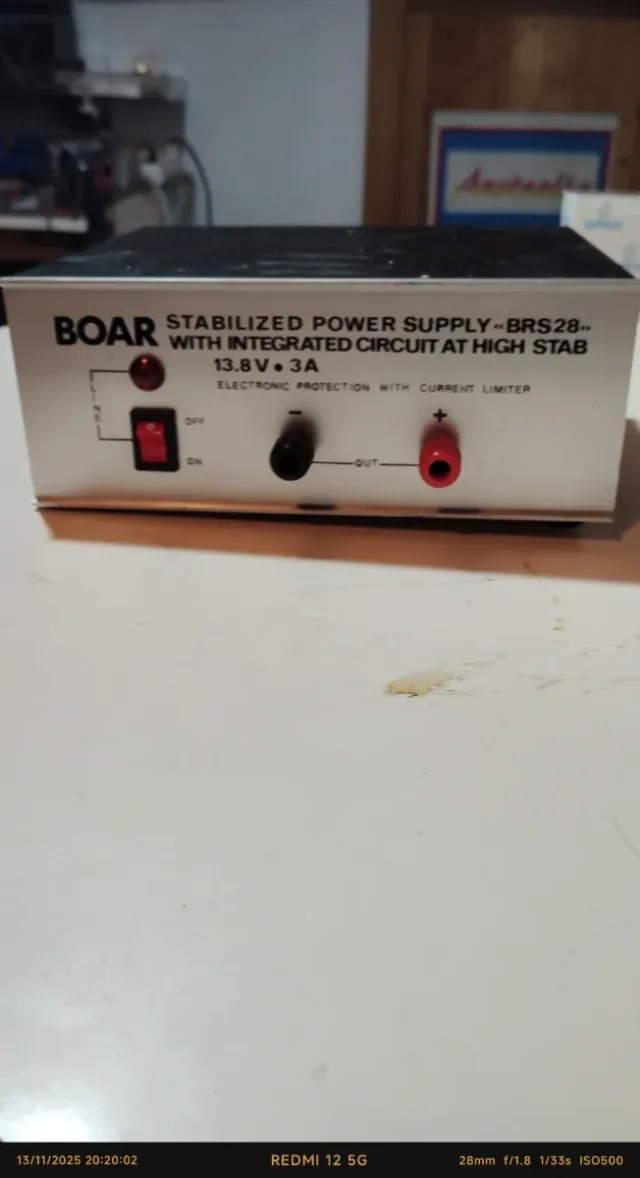 BOAR
STABILIZED POWER SUPPLY «BRS28»
WITH INTEGRATED CIRCUIT AT HIGH STAB
13.8V • 3A
ELECTRONIC PROTECTION WITH CURRENT LIMITER
LINE
OFF
ON
-
+
OUT
13/11/2025 20:20:02
REDMI 12 5G
28mm f/1.8 1/33s ISO500